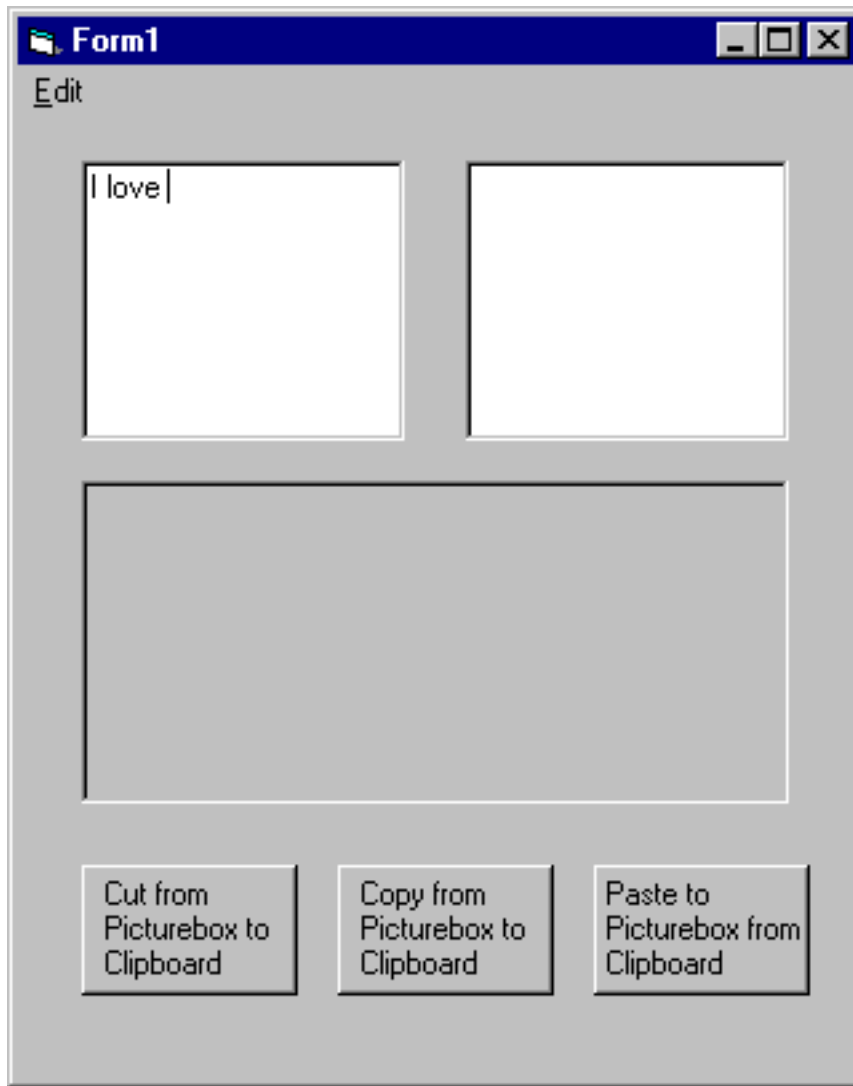 Form1
Edit
I love
Cut from
Picturebox to
Clipboard
Copy from
Picturebox to
Clipboard
Paste to
Picturebox from
Clipboard